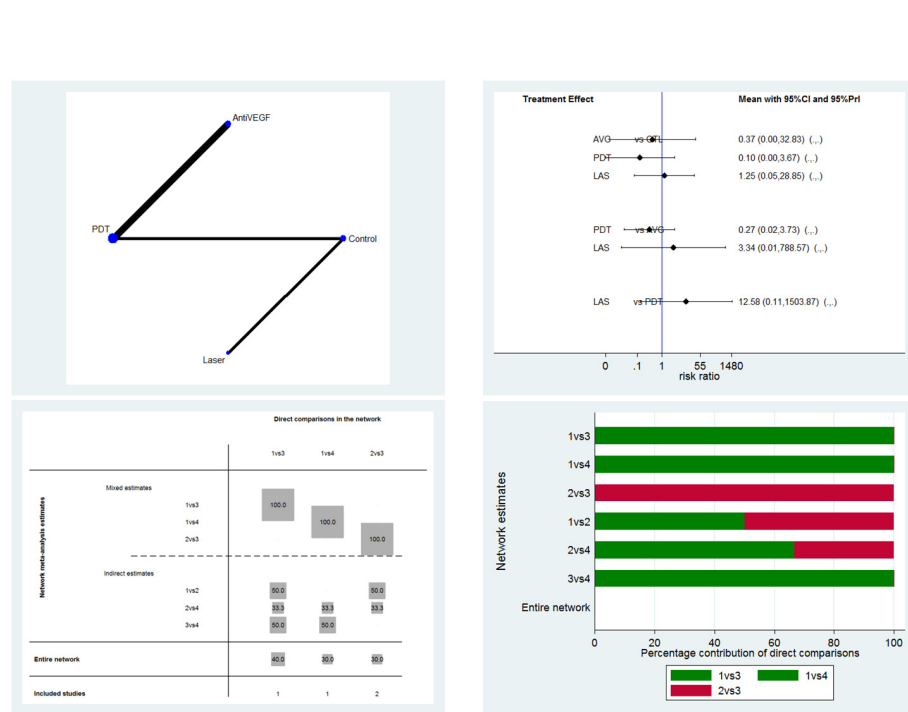 AntiVEGF
PDT
Control
Laser
Treatment Effect Mean with 95%CI and 95%PrI
AVG vs CTL 0.37 (0.00,32.83) (.,.)
PDT 0.10 (0.00,3.67) (.,.)
LAS 1.25 (0.05,28.85) (.,.)
PDT vs AVG 0.27 (0.02,3.73) (.,.)
LAS 3.34 (0.01,788.57) (.,.)
LAS vs PDT 12.58 (0.11,1503.87) (.,.)
0 .1 1 55 1480
risk ratio
Direct comparisons in the network
1vs3 1vs4 2vs3
Network meta-analysis estimates
Mixed estimates
1vs3 100.0
1vs4 100.0
2vs3 100.0
Indirect estimates
1vs2 50.0 50.0
2vs4 33.3 33.3 33.3
3vs4 50.0 50.0
Entire network 40.0 30.0 30.0
Included studies 1 1 2
Network estimates
1vs3
1vs4
2vs3
1vs2
2vs4
3vs4
Entire network
0 20 40 60 80 100
Percentage contribution of direct comparisons
1vs3 1vs4
2vs3